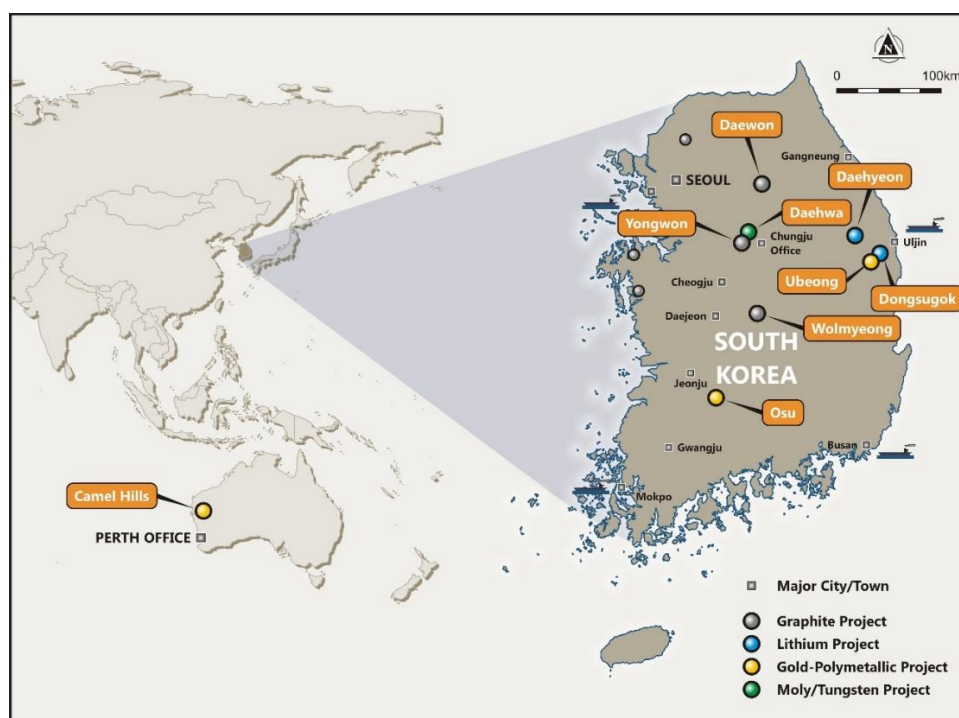 N
0 100km
Daewon
Gangneung
Daehyeon
SEOUL
Daehwa
Yongwon
Chungju
Office
Uljin
Ubeong
Cheogju
Dongsugok
Daejeon
Wolmyeong
SOUTH
KOREA
Jeonju
Osu
Gwangju
Busan
Camel Hills
Mokpo
PERTH OFFICE
Major City/Town
Graphite Project
Lithium Project
Gold-Polymetallic Project
Moly/Tungsten Project